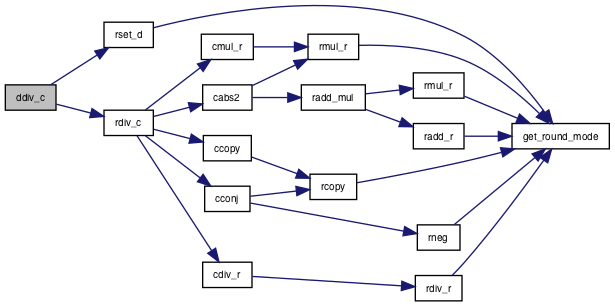 ddiv_c
rset_d
rdiv_c
cmul_r
cabs2
ccopy
cconj
cdiv_r
rmul_r
radd_mul
rcopy
rmul_r
radd_r
rneg
rdiv_r
get_round_mode